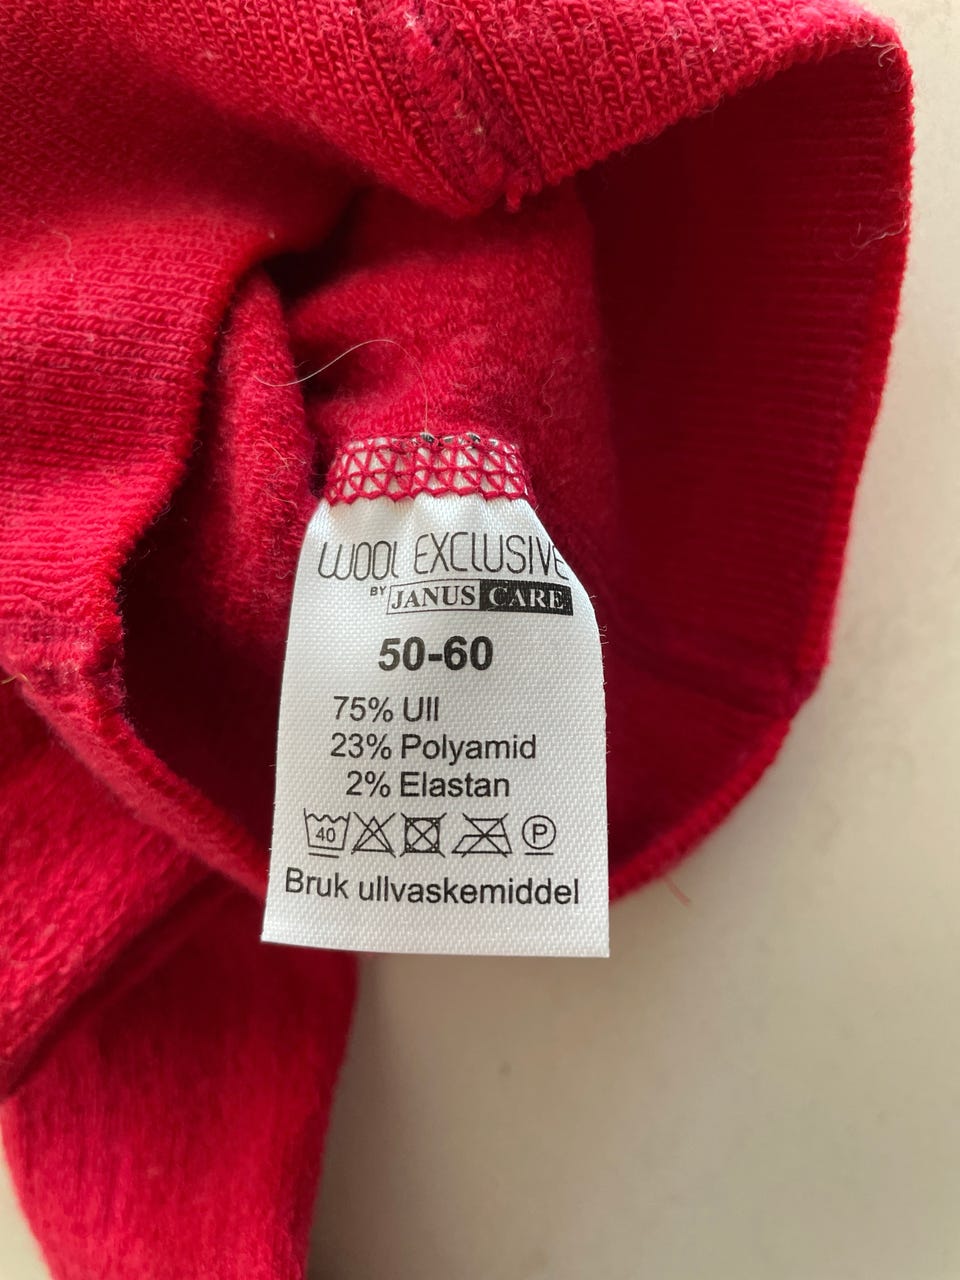 WOOL EXCLUSIVE
BY JANUS CARE
50-60
75% Ull
23% Polyamid
2% Elastan
40 P
Bruk ullvaskemiddel